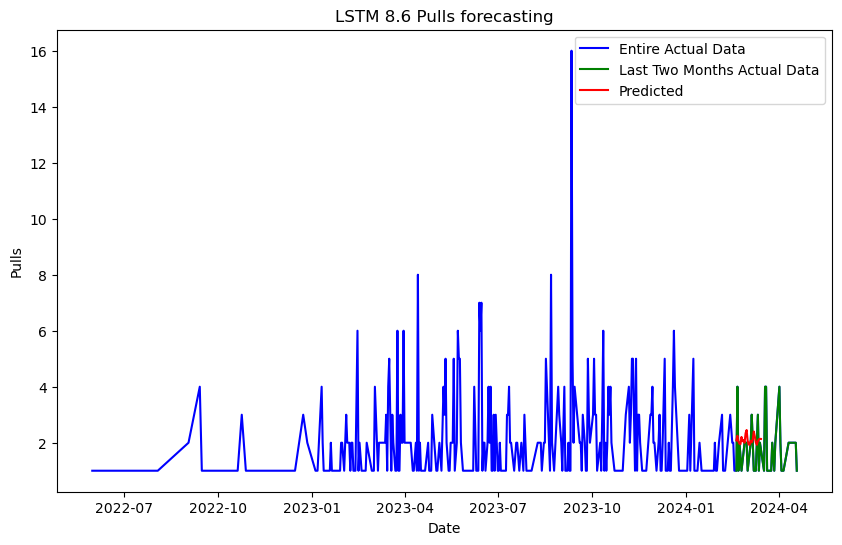 LSTM 8.6 Pulls forecasting
Entire Actual Data
Last Two Months Actual Data
Predicted
16
14
12
10
8
6
4
2
Pulls
2022-07 2022-10 2023-01 2023-04 2023-07 2023-10 2024-01 2024-04
Date